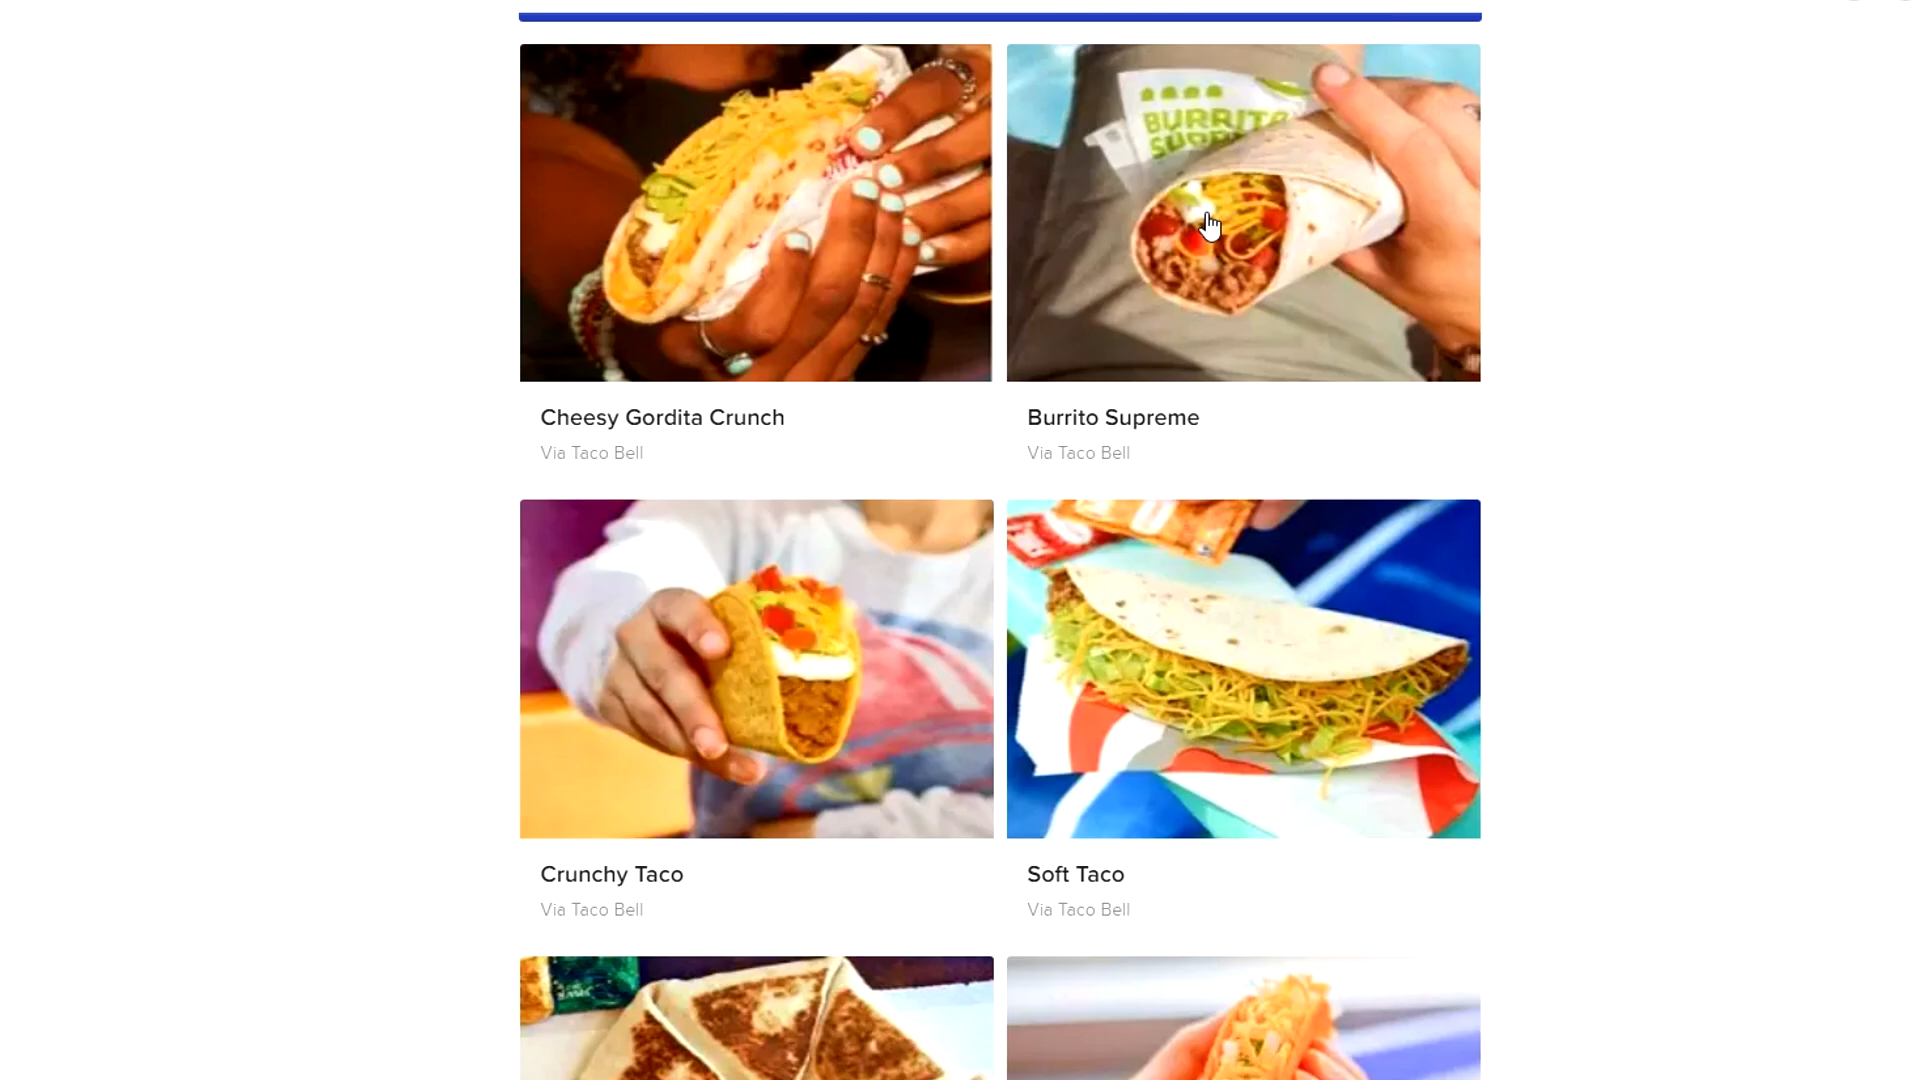 BURRITO
Cheesy Gordita Crunch
Burrito Supreme
Via Taco Bell
Via Taco Bell
Crunchy Taco
Soft Taco
Via Taco Bell
Via Taco Bell